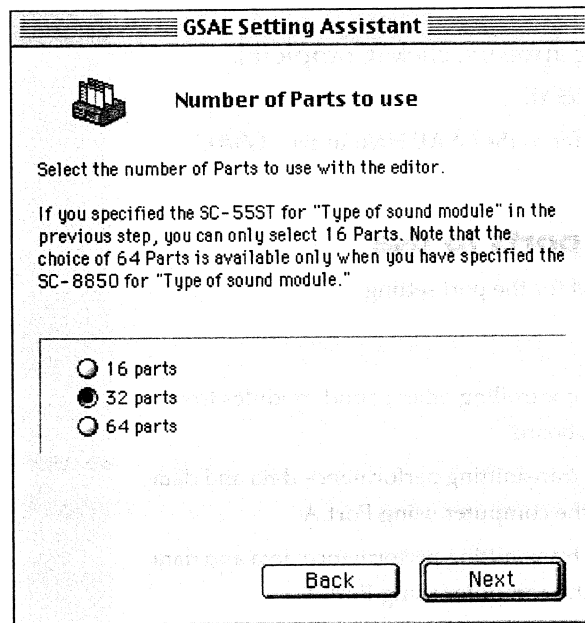 GSAE Setting Assistant
Number of Parts to use
Select the number of Parts to use with the editor.
If you specified the SC-55ST for "Type of sound module" in the
previous step, you can only select 16 Parts. Note that the
choice of 64 Parts is available only when you have specified the
SC-8850 for "Type of sound module."
16 parts
32 parts
64 parts
Back
Next